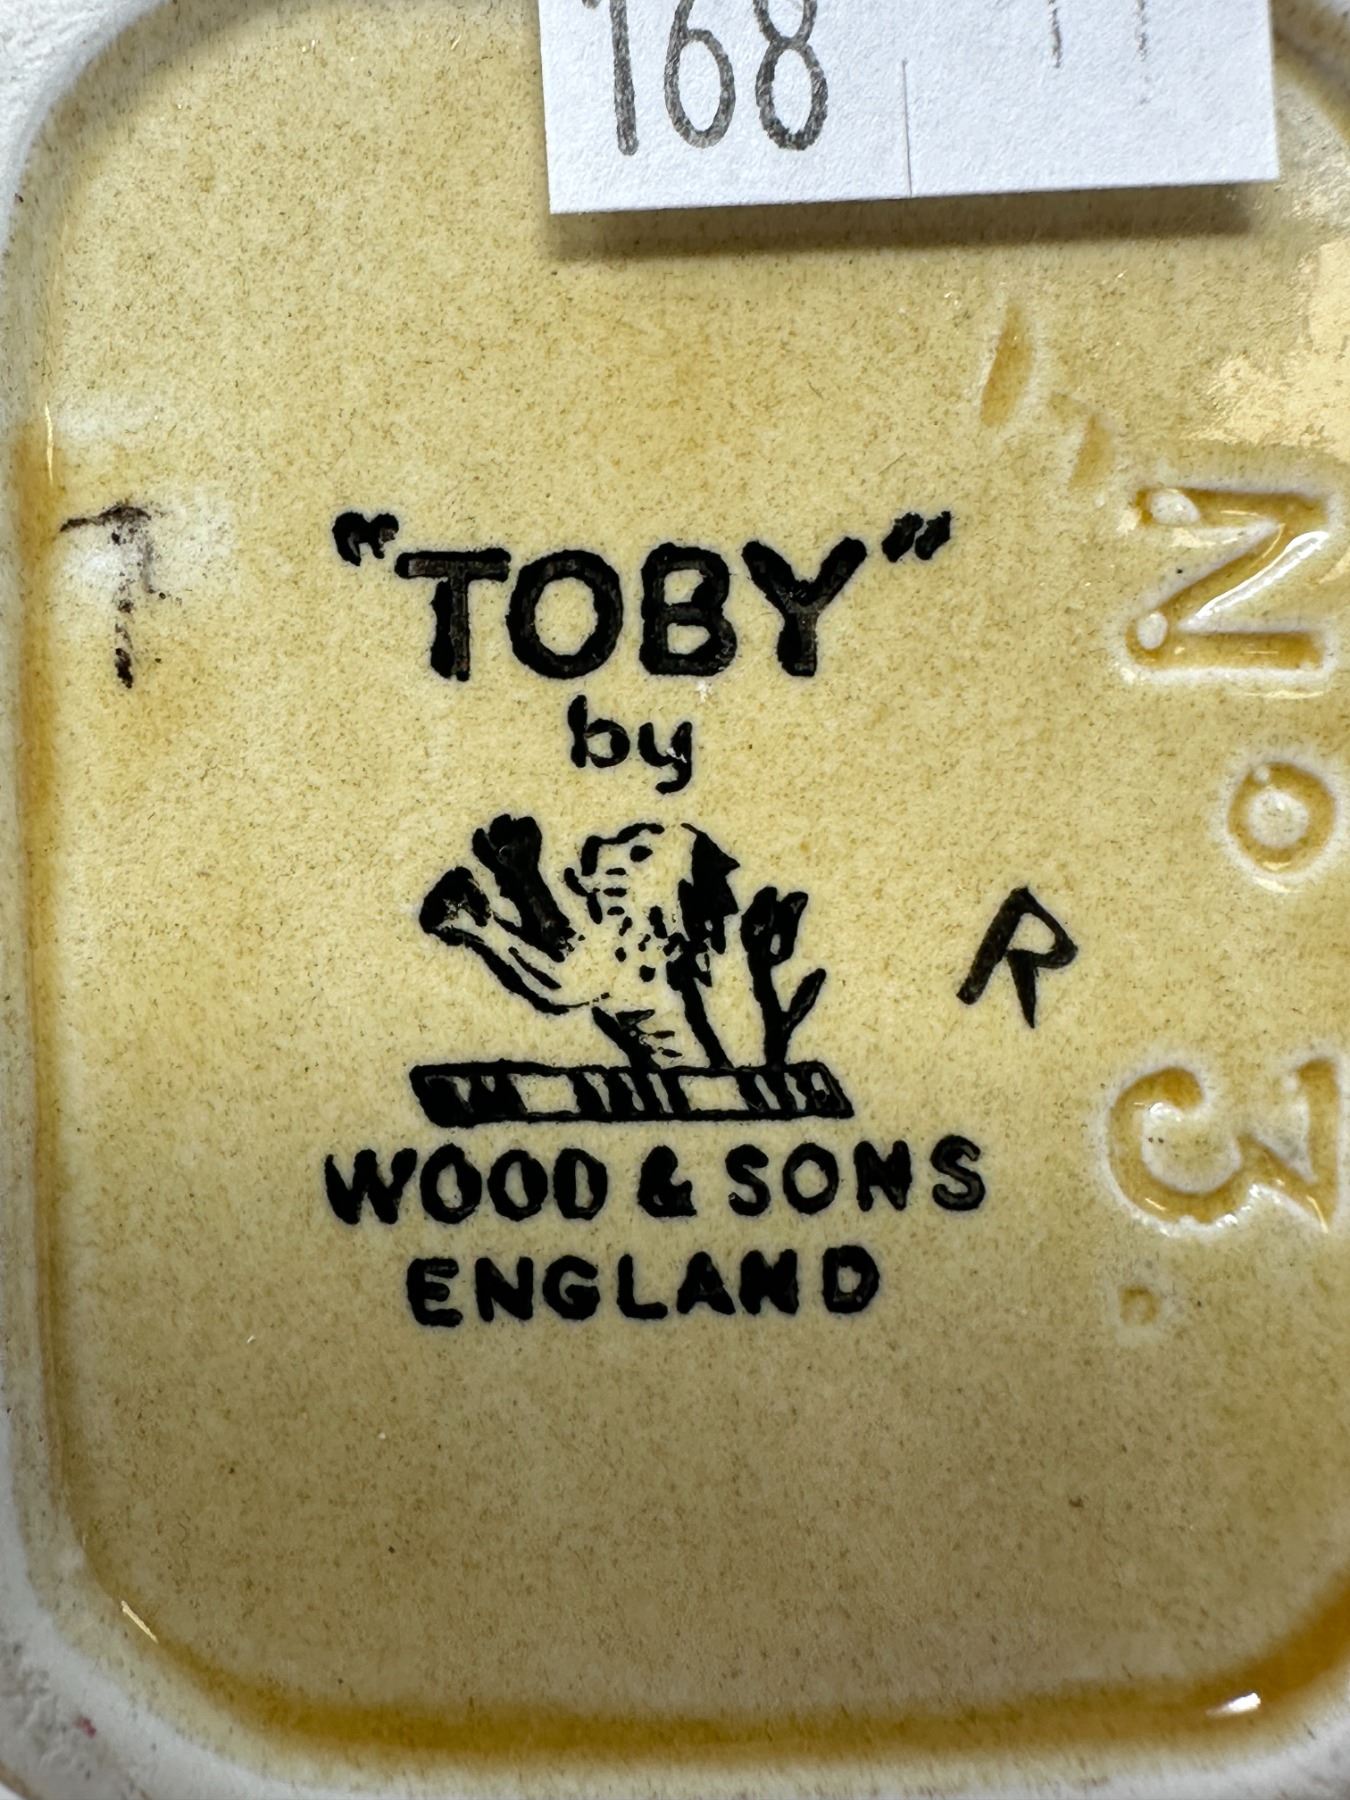 168
"TOBY"
by
R
WOOD & SONS
ENGLAND
T
No 3.